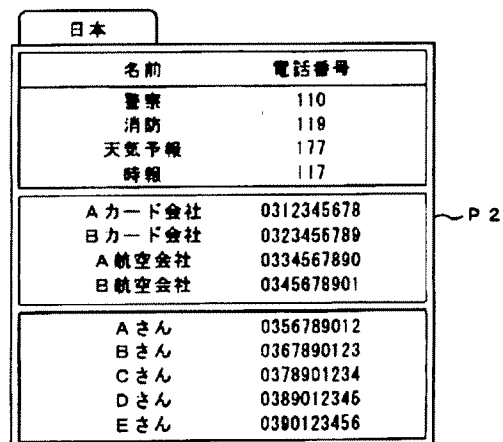 日本
名前 電話番号
警察 110
消防 119
天気予報 177
時報 117
Aカード会社 0312345678
Bカード会社 0323456789
A航空会社 0334567890
B航空会社 0345678901
P2
Aさん 0356789012
Bさん 0367890123
Cさん 0378901234
Dさん 0389012345
Eさん 0390123456